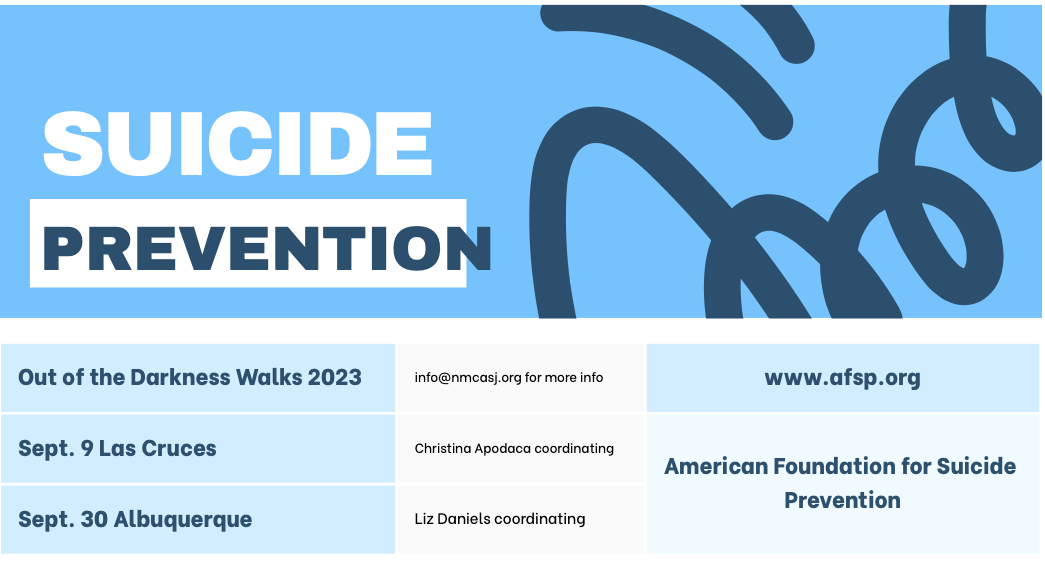 SUICIDE
PREVENTION
Out of the Darkness Walks 2023
info@nmcasj.org for more info
www.afsp.org
Sept. 9 Las Cruces
Christina Apodaca coordinating
American Foundation for Suicide
Prevention
Sept. 30 Albuquerque
Liz Daniels coordinating